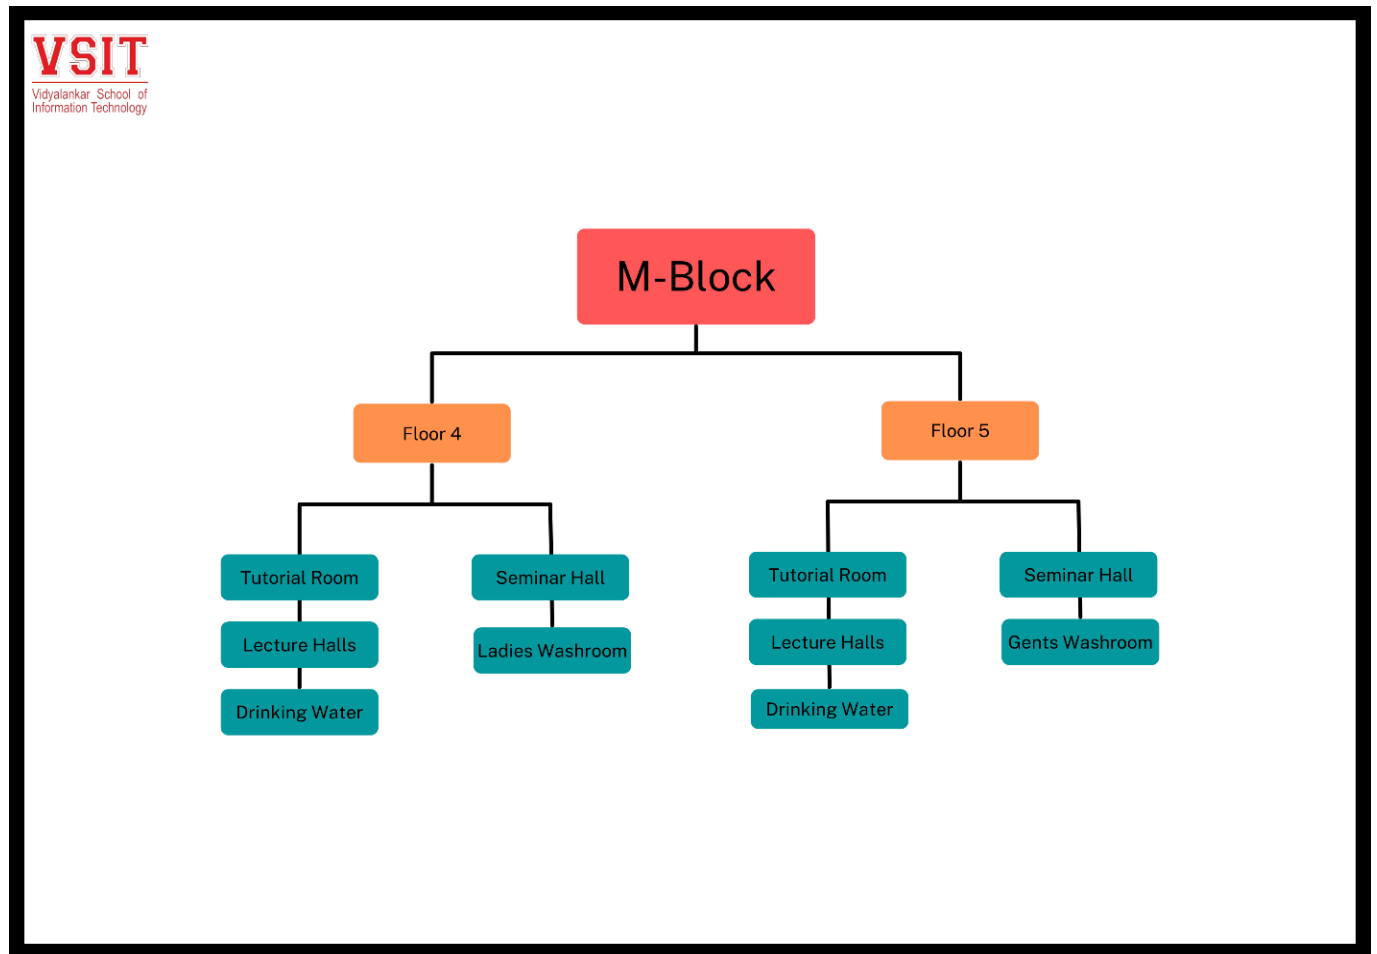 VSIT
Vidyalankar School of
Information Technology
M-Block
Floor 4
Floor 5
Tutorial Room
Seminar Hall
Tutorial Room
Seminar Hall
Lecture Halls
Ladies Washroom
Lecture Halls
Gents Washroom
Drinking Water
Drinking Water